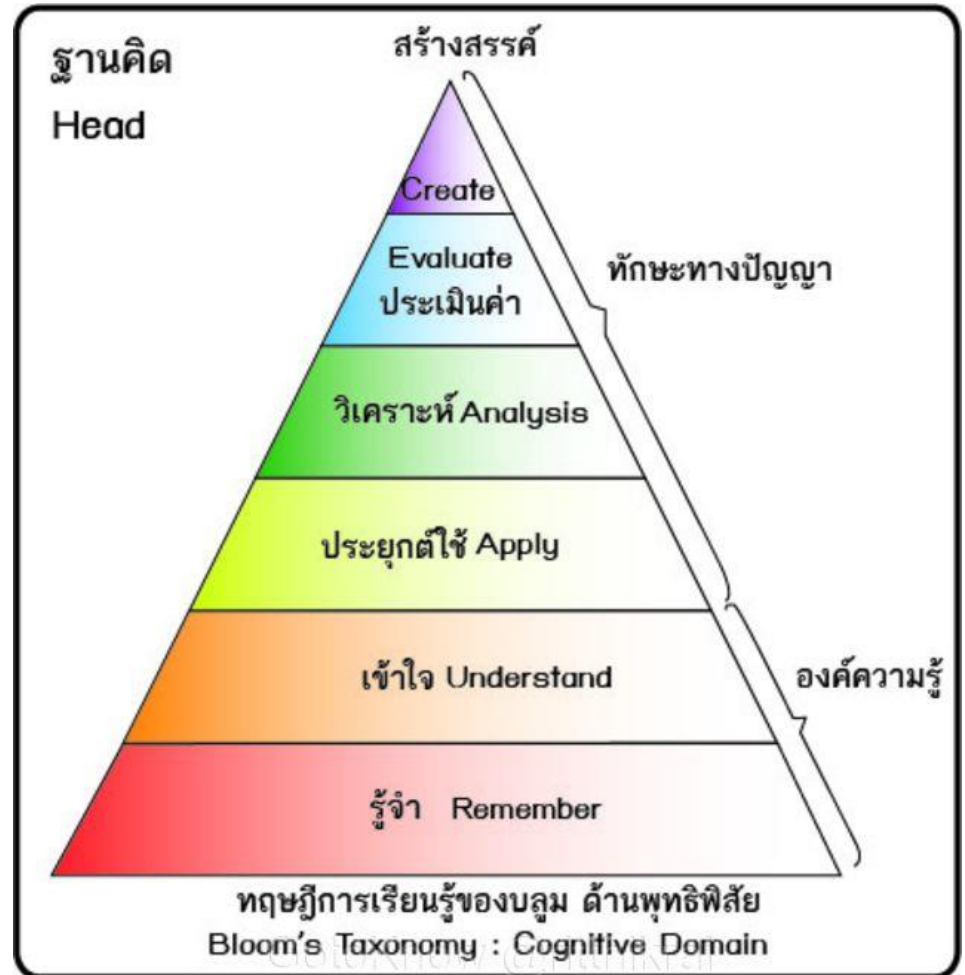 ฐานคิด
Head
สร้างสรรค์
Create
Evaluate
ประเมินค่า
ทักษะทางปัญญา
วิเคราะห์ Analysis
ประยุกต์ใช้ Apply
เข้าใจ Understand
องค์ความรู้
รู้จำ Remember
ทฤษฎีการเรียนรู้ของบลูม ด้านพุทธิพิสัย
Bloom's Taxonomy : Cognitive Domain